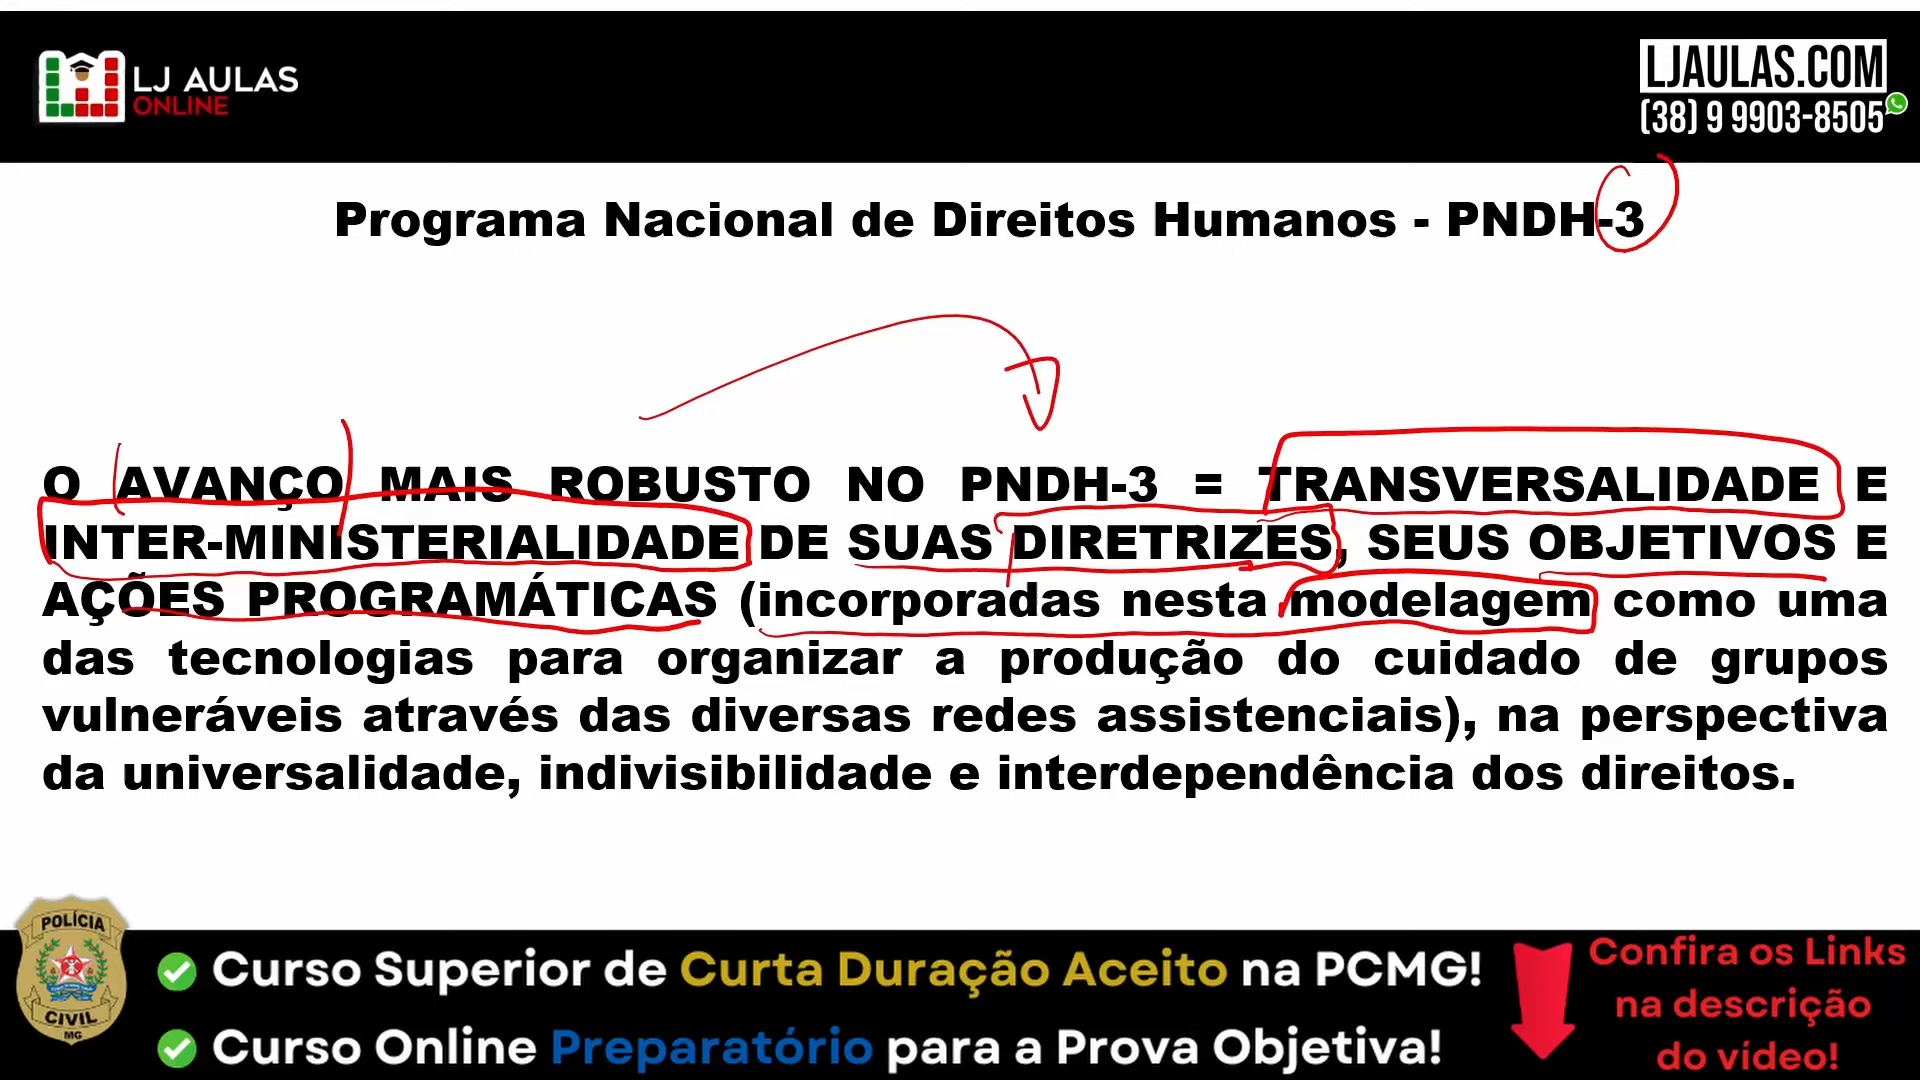 LJ AULAS
ONLINE
LJAULAS.COM
(38) 9 9903-8505
Programa Nacional de Direitos Humanos - PNDH-3
O AVANÇO MAIS ROBUSTO NO PNDH-3 = TRANSVERSALIDADE E
INTER-MINISTERIALIDADE DE SUAS DIRETRIZES, SEUS OBJETIVOS E
AÇÕES PROGRAMÁTICAS (incorporadas nesta modelagem como uma
das tecnologias para organizar a produção do cuidado de grupos
vulneráveis através das diversas redes assistenciais), na perspectiva
da universalidade, indivisibilidade e interdependência dos direitos.
POLÍCIA
CIVIL
MG
Curso Superior de Curta Duração Aceito na PCMG!
Curso Online Preparatório para a Prova Objetiva!
Confira os Links
na descrição
do vídeo!